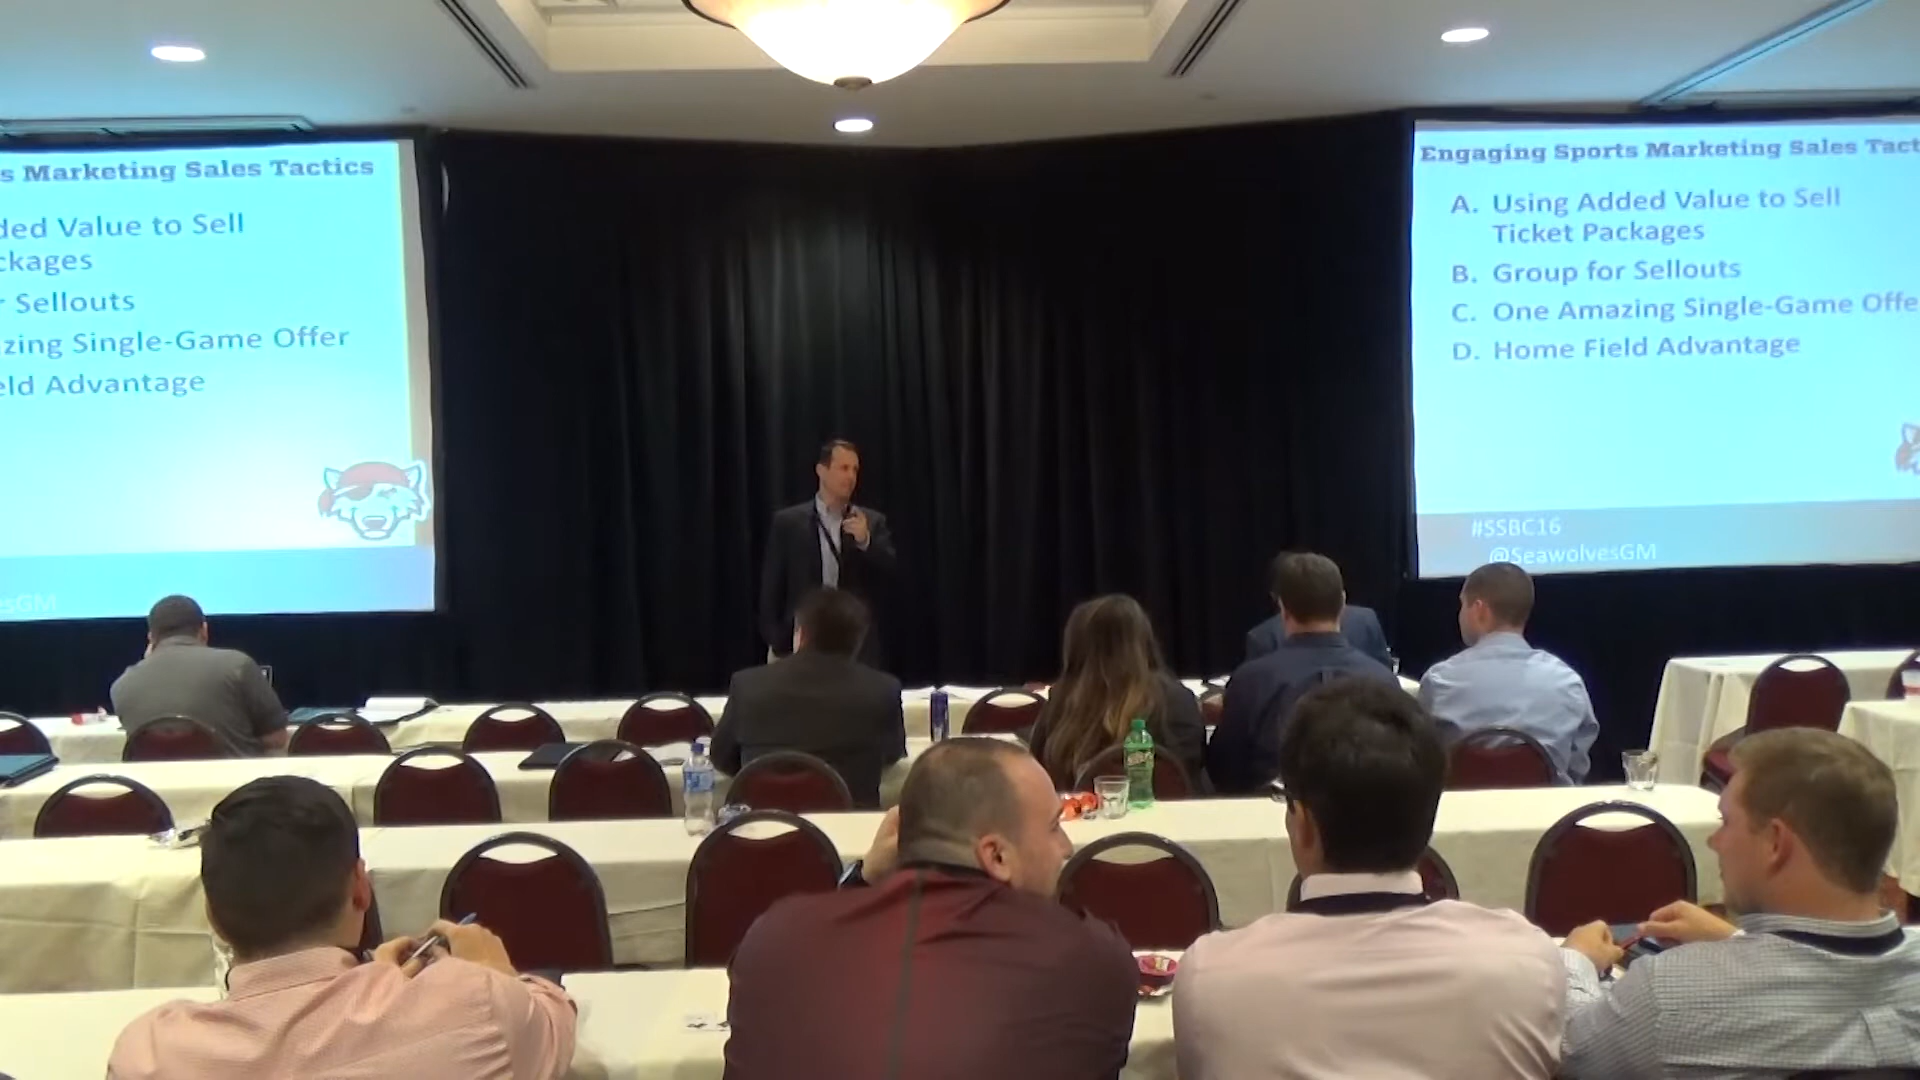 s Marketing Sales Tactics
ded Value to Sell
ckages
r Sellouts
zing Single-Game Offer
eld Advantage
esGM
Engaging Sports Marketing Sales Tact
A. Using Added Value to Sell
Ticket Packages
B. Group for Sellouts
C. One Amazing Single-Game Offe
D. Home Field Advantage
#SSBC16
@SeawolvesGM